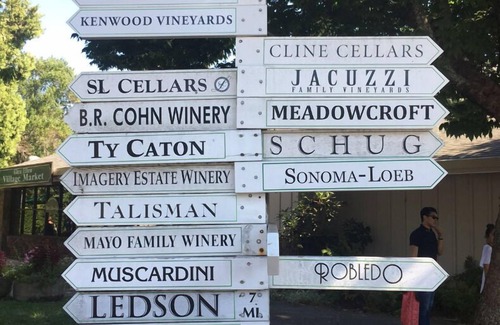 KENWOOD VINEYARDS
CLINE CELLARS
SL CELLARS
JACUZZI
FAMILY VINEYARDS
B.R. COHN WINERY
MEADOWCROFT
TY CATON
SCHUG
IMAGERY ESTATE WINERY
SONOMA-LOEB
Village Market
TALISMAN
MAYO FAMILY WINERY
MUSCARDINI
ROBLEDO
LEDSON
7 MI.